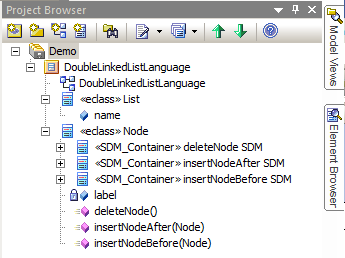 Project Browser
Demo
DoubleLinkedListLanguage
DoubleLinkedListLanguage
«eclass» List
name
«eclass» Node
«SDM_Container» deleteNode SDM
«SDM_Container» insertNodeAfter SDM
«SDM_Container» insertNodeBefore SDM
label
deleteNode()
insertNodeAfter(Node)
insertNodeBefore(Node)
Model Views
Element Browser